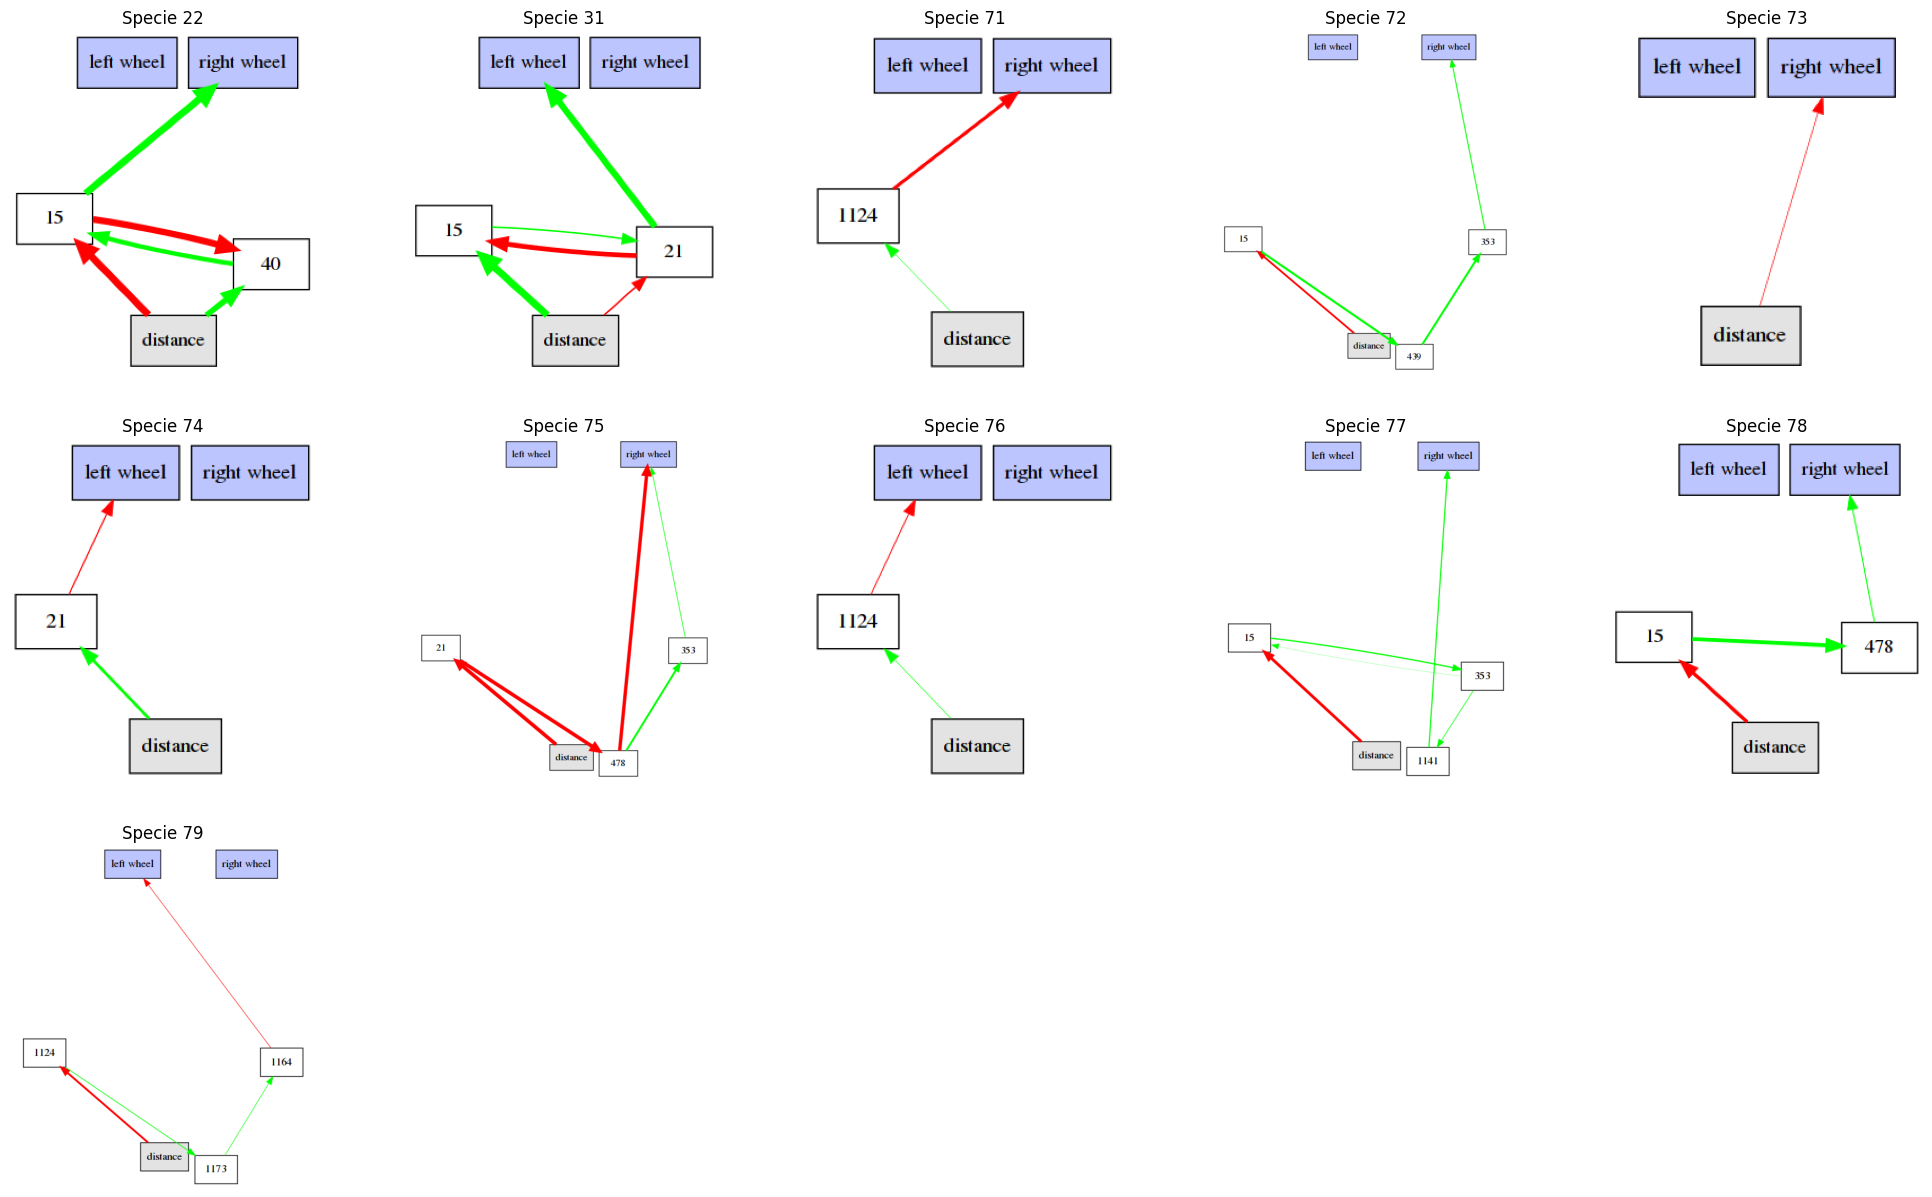 Specie 22
left wheel
right wheel
15
40
distance
Specie 31
left wheel
right wheel
15
21
distance
Specie 71
left wheel
right wheel
1124
distance
Specie 72
left wheel
right wheel
15
353
distance
439
Specie 73
left wheel
right wheel
distance
Specie 74
left wheel
right wheel
21
distance
Specie 75
left wheel
right wheel
21
353
distance
478
Specie 76
left wheel
right wheel
1124
distance
Specie 77
left wheel
right wheel
15
353
distance
1141
Specie 78
left wheel
right wheel
15
478
distance
Specie 79
left wheel
right wheel
1124
1164
distance
1173